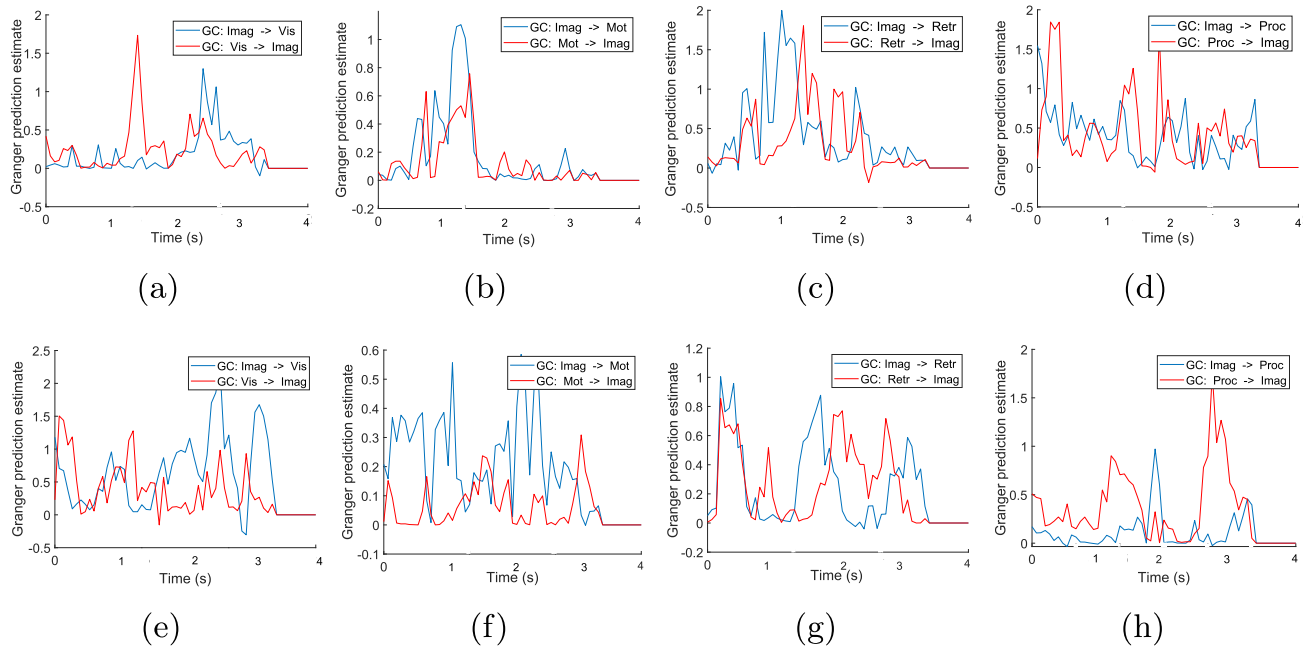 GC: Imag -> Vis
GC: Vis -> Imag
Granger prediction estimate
2
1.5
1
0.5
0
-0.5
0 1 2 3 4
Time (s)
(a)
GC: Imag -> Mot
GC: Mot -> Imag
Granger prediction estimate
1
0.8
0.6
0.4
0.2
0
-0.2
0 1 2 3 4
Time (s)
(b)
GC: Imag -> Retr
GC: Retr -> Imag
Granger prediction estimate
2
1.5
1
0.5
0
-0.5
0 1 2 3 4
Time (s)
(c)
GC: Imag -> Proc
GC: Proc -> Imag
Granger prediction estimate
2
1.5
1
0.5
0
-0.5
0 1 2 3 4
Time (s)
(d)
GC: Imag -> Vis
GC: Vis -> Imag
Granger prediction estimate
2.5
2
1.5
1
0.5
0
-0.5
0 1 2 3 4
Time (s)
(e)
GC: Imag -> Mot
GC: Mot -> Imag
Granger prediction estimate
0.6
0.5
0.4
0.3
0.2
0.1
0
-0.1
0 1 2 3 4
Time (s)
(f)
GC: Imag -> Retr
GC: Retr -> Imag
Granger prediction estimate
1.2
1
0.8
0.6
0.4
0.2
0
-0.2
0 1 2 3 4
Time (s)
(g)
GC: Imag -> Proc
GC: Proc -> Imag
Granger prediction estimate
2
1.5
1
0.5
0
0 1 2 3 4
Time (s)
(h)